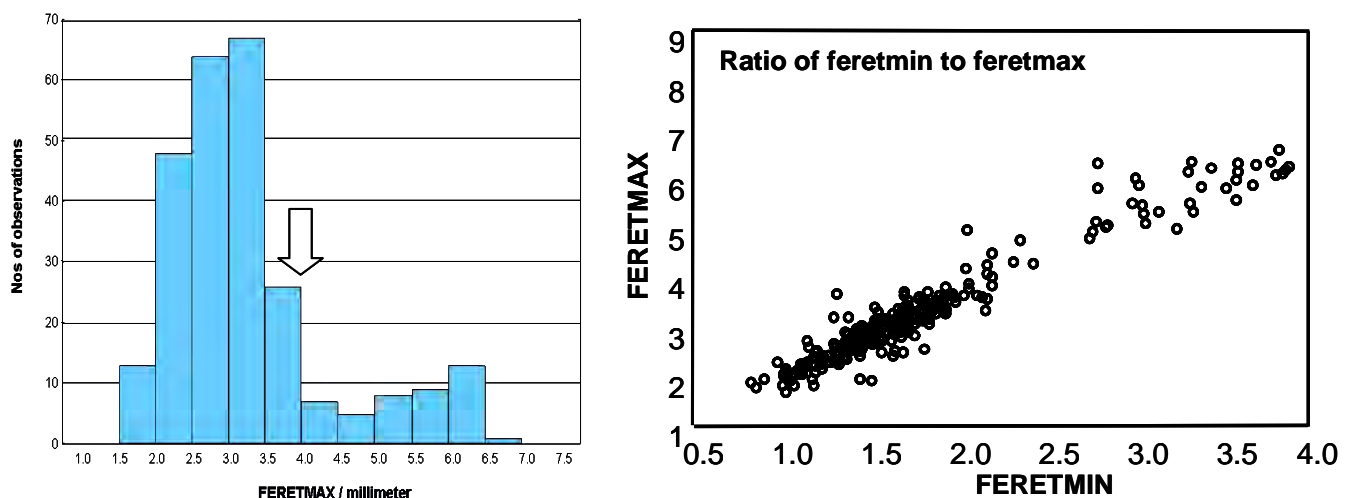 70
60
50
40
30
20
10
0
Nos of observations
1.0 1.5 2.0 2.5 3.0 3.5 4.0 4.5 5.0 5.5 6.0 6.5 7.0 7.5
FERETMAX / millimeter
Ratio of feretmin to feretmax
9
8
7
6
5
4
3
2
1
FERETMAX
0.5 1.0 1.5 2.0 2.5 3.0 3.5 4.0
FERETMIN